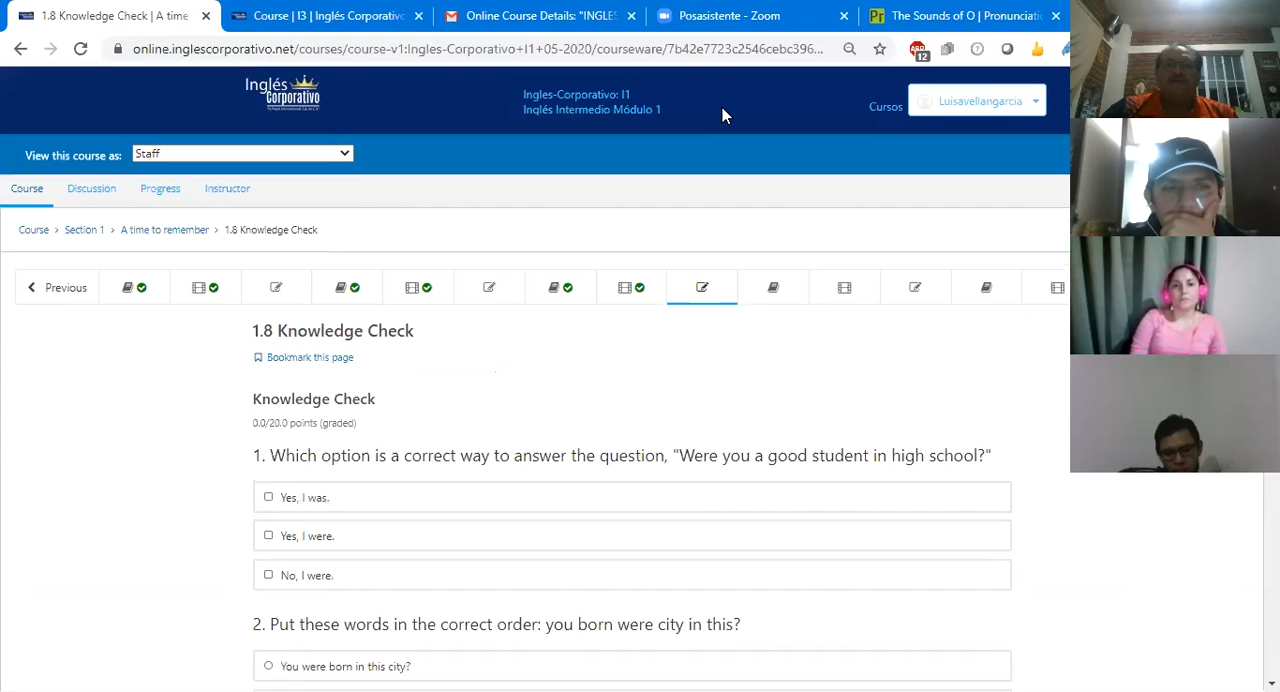 1.8 Knowledge Check | A time
Course | I3 | Inglés Corporativo
Online Course Details: "INGLES
Posasistente - Zoom
The Sounds of O | Pronunciatio
online.inglescorporativo.net/courses/course-v1:Ingles-Corporativo+I1+05-2020/courseware/7b42e7723c2546cebc396...
12
Inglés
Corporativo
Ingles-Corporativo: I1
Inglés Intermedio Módulo 1
Cursos
Luisavellangarcia
View this course as:
Staff
Course
Discussion
Progress
Instructor
Course > Section 1 > A time to remember > 1.8 Knowledge Check
Previous
1.8 Knowledge Check
Bookmark this page
Knowledge Check
0.0/20.0 points (graded)
1. Which option is a correct way to answer the question, "Were you a good student in high school?"
Yes, I was.
Yes, I were.
No, I were.
2. Put these words in the correct order: you born were city in this?
You were born in this city?